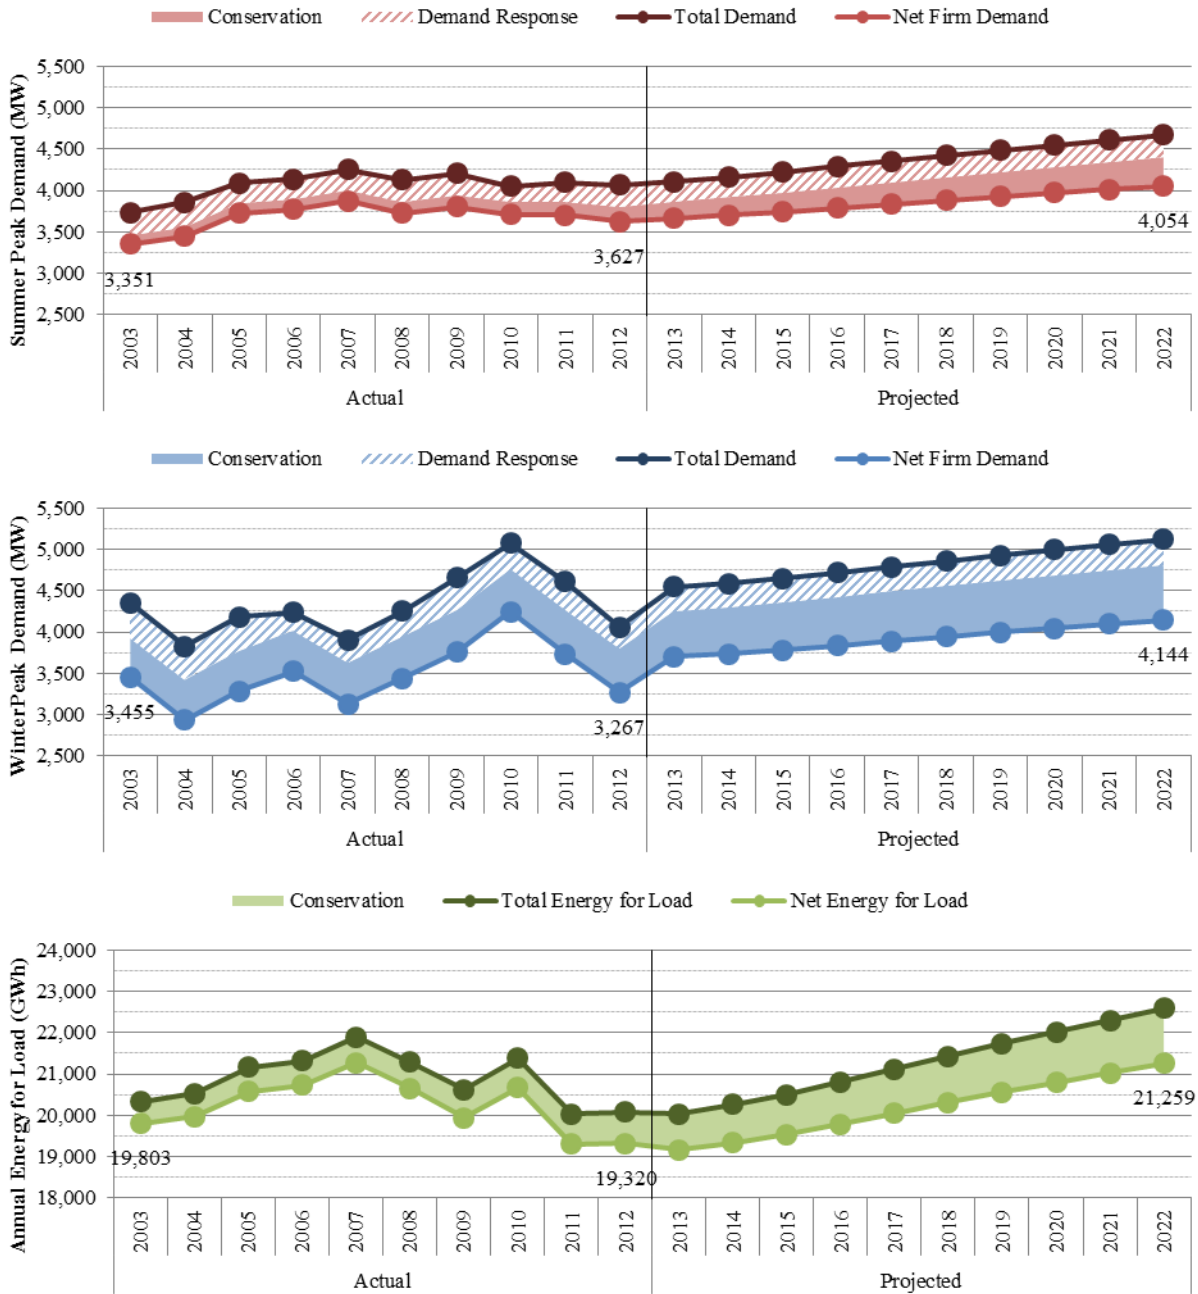 Conservation Demand Response Total Demand Net Firm Demand
Summer Peak Demand (MW)
5,500
5,000
4,500
4,000
3,500
3,000
2,500
3,351
3,627
4,054
2003 2004 2005 2006 2007 2008 2009 2010 2011 2012 2013 2014 2015 2016 2017 2018 2019 2020 2021 2022
Actual Projected
Conservation Demand Response Total Demand Net Firm Demand
WinterPeak Demand (MW)
5,500
5,000
4,500
4,000
3,500
3,000
2,500
3,455
3,267
4,144
2003 2004 2005 2006 2007 2008 2009 2010 2011 2012 2013 2014 2015 2016 2017 2018 2019 2020 2021 2022
Actual Projected
Conservation Total Energy for Load Net Energy for Load
Annual Energy for Load (GWh)
24,000
23,000
22,000
21,000
20,000
19,000
18,000
19,803
19,320
21,259
2003 2004 2005 2006 2007 2008 2009 2010 2011 2012 2013 2014 2015 2016 2017 2018 2019 2020 2021 2022
Actual Projected